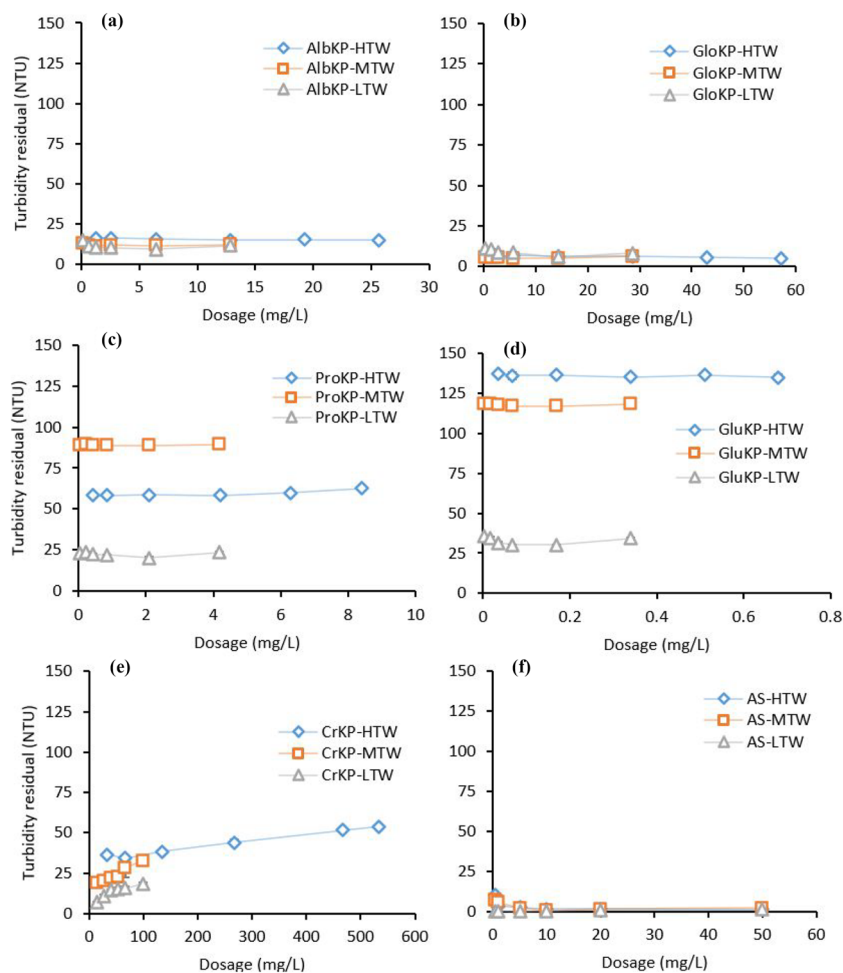 (a)
AlbKP-HTW
AlbKP-MTW
AlbKP-LTW
Turbidity residual (NTU)
150
125
100
75
50
25
0
0 5 10 15 20 25 30
Dosage (mg/L)
(b)
GloKP-HTW
GloKP-MTW
GloKP-LTW
150
125
100
75
50
25
0
0 10 20 30 40 50 60
Dosage (mg/L)
(c)
ProKP-HTW
ProKP-MTW
ProKP-LTW
Turbidity residual (NTU)
150
125
100
75
50
25
0
0 2 4 6 8 10
Dosage (mg/L)
(d)
GluKP-HTW
GluKP-MTW
GluKP-LTW
150
125
100
75
50
25
0
0 0.2 0.4 0.6 0.8
Dosage (mg/L)
(e)
CrKP-HTW
CrKP-MTW
CrKP-LTW
Turbidity residual (NTU)
150
125
100
75
50
25
0
0 100 200 300 400 500 600
Dosage (mg/L)
(f)
AS-HTW
AS-MTW
AS-LTW
150
125
100
75
50
25
0
0 10 20 30 40 50 60
Dosage (mg/L)